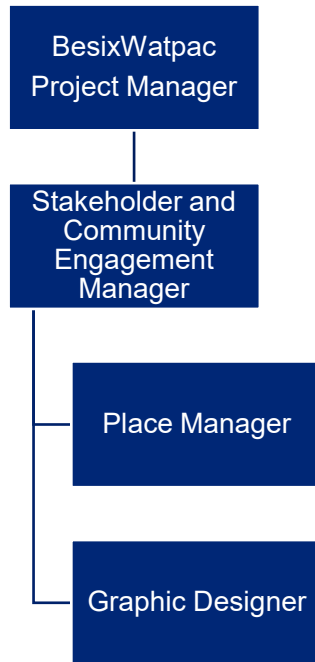 BesixWatpac
Project Manager
Stakeholder and
Community
Engagement
Manager
Place Manager
Graphic Designer